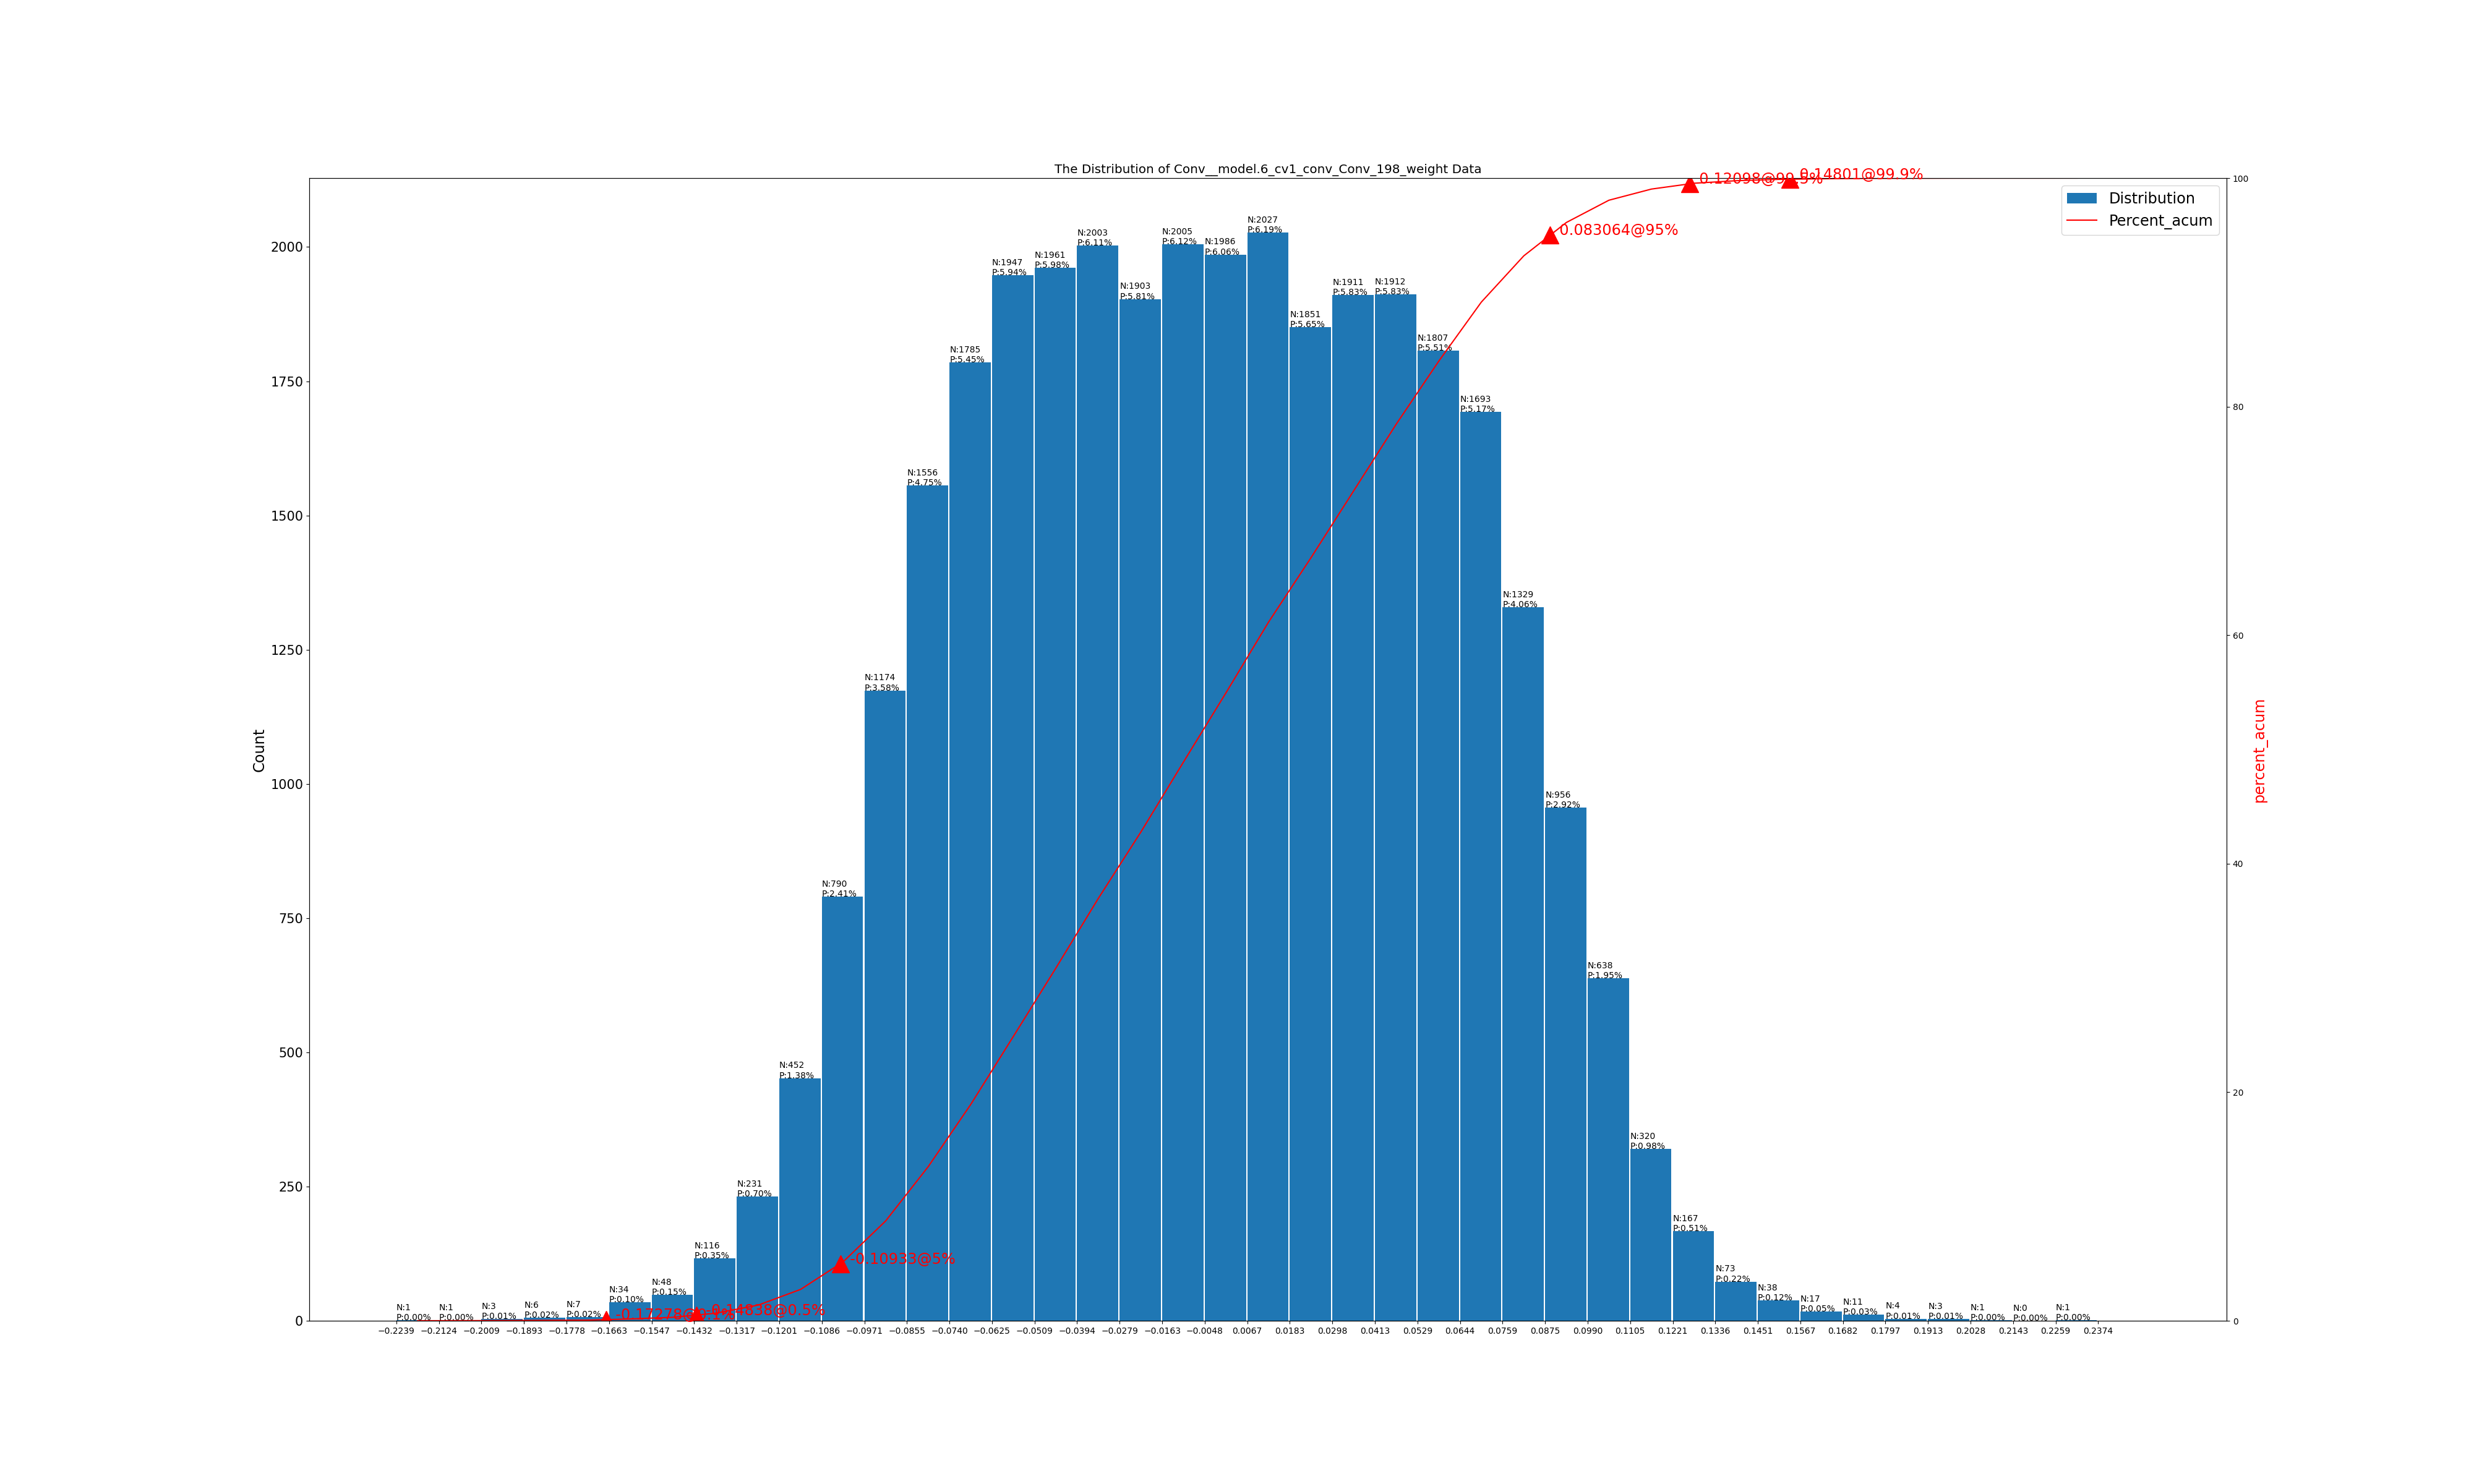 The Distribution of Conv__model.6_cv1_conv_Conv_198_weight Data
0.12098@99.5%
0.14801@99.9%
Distribution
Percent_acum
0.083064@95%
-0.10933@5%
-0.14838@0.5%
Count
percent_acum
2000
1750
1500
1250
1000
750
500
250
0
100
80
60
40
20
0
N:1
P:0.00%
N:1
P:0.00%
N:3
P:0.01%
N:6
P:0.02%
N:7
P:0.02%
N:34
P:0.10%
N:48
P:0.15%
N:116
P:0.35%
N:231
P:0.70%
N:452
P:1.38%
N:790
P:2.41%
N:1174
P:3.58%
N:1556
P:4.75%
N:1785
P:5.45%
N:1947
P:5.94%
N:1961
P:5.98%
N:2003
P:6.11%
N:1903
P:5.81%
N:2005
P:6.12%
N:1986
P:6.06%
N:2027
P:6.19%
N:1851
P:5.65%
N:1911
P:5.83%
N:1912
P:5.83%
N:1807
P:5.51%
N:1693
P:5.17%
N:1329
P:4.06%
N:956
P:2.92%
N:638
P:1.95%
N:320
P:0.98%
N:167
P:0.51%
N:73
P:0.22%
N:38
P:0.12%
N:17
P:0.05%
N:11
P:0.03%
N:4
P:0.01%
N:3
P:0.01%
N:1
P:0.00%
N:0
P:0.00%
N:1
P:0.00%
−0.2239 −0.2124 −0.2009 −0.1893 −0.1778 −0.1663 −0.1547 −0.1432 −0.1317 −0.1201 −0.1086 −0.0971 −0.0855 −0.0740 −0.0625 −0.0509 −0.0394 −0.0279 −0.0163 −0.0048 0.0067 0.0183 0.0298 0.0413 0.0529 0.0644 0.0759 0.0875 0.0990 0.1105 0.1221 0.1336 0.1451 0.1567 0.1682 0.1797 0.1913 0.2028 0.2143 0.2259 0.2374